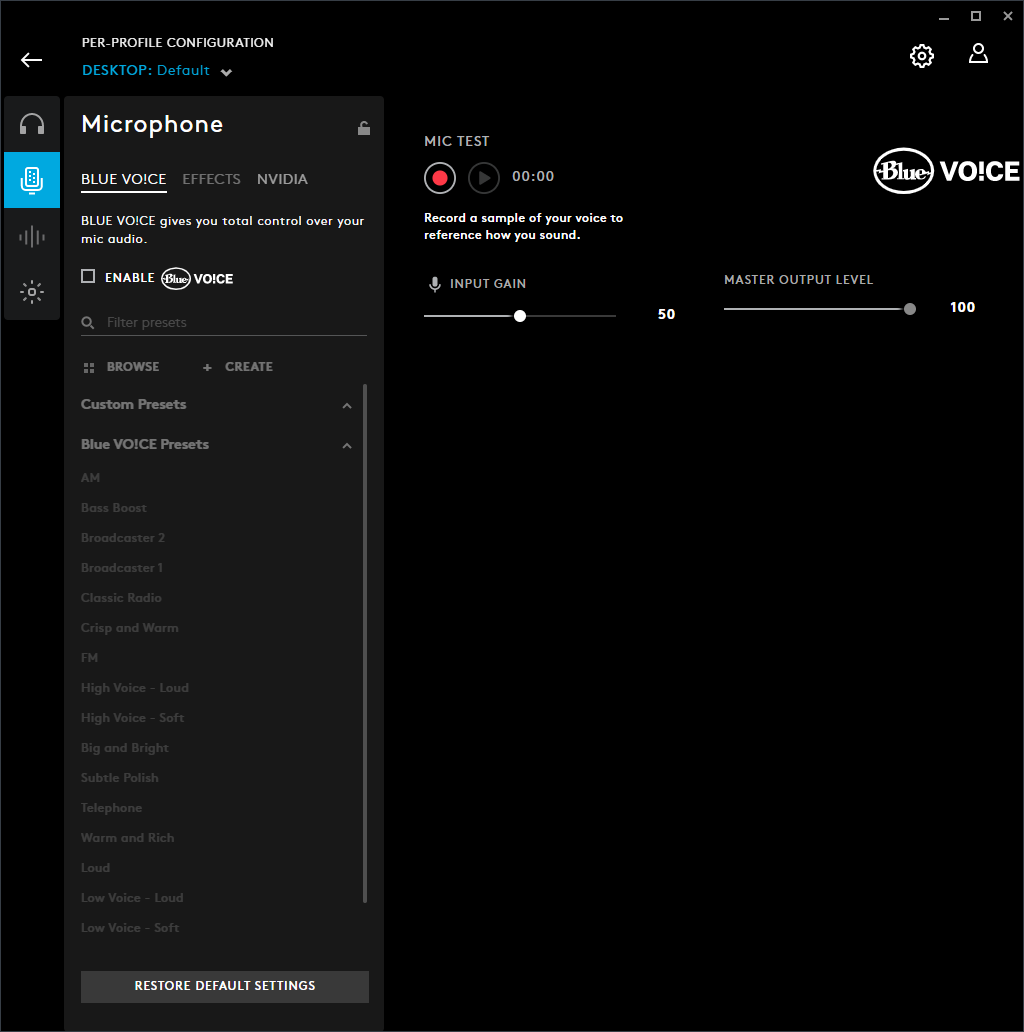 PER-PROFILE CONFIGURATION
DESKTOP: Default
Microphone
BLUE VO!CE EFFECTS NVIDIA
BLUE VO!CE gives you total control over your
mic audio.
ENABLE Blue VO!CE
Filter presets
BROWSE + CREATE
Custom Presets
Blue VO!CE Presets
AM
Bass Boost
Broadcaster 2
Broadcaster 1
Classic Radio
Crisp and Warm
FM
High Voice - Loud
High Voice - Soft
Big and Bright
Subtle Polish
Telephone
Warm and Rich
Loud
Low Voice - Loud
Low Voice - Soft
RESTORE DEFAULT SETTINGS
MIC TEST
00:00
Record a sample of your voice to
reference how you sound.
Blue VO!CE
INPUT GAIN
50
MASTER OUTPUT LEVEL
100